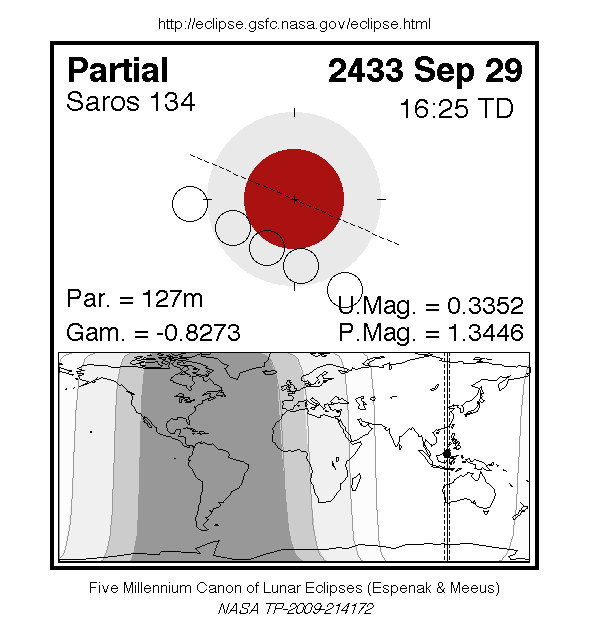 http://eclipse.gsfc.nasa.gov/eclipse.html
Partial 2433 Sep 29
Saros 134 16:25 TD
Par. = 127m U.Mag. = 0.3352
Gam. = -0.8273 P.Mag. = 1.3446
Five Millennium Canon of Lunar Eclipses (Espenak & Meeus)
NASA TP-2009-214172